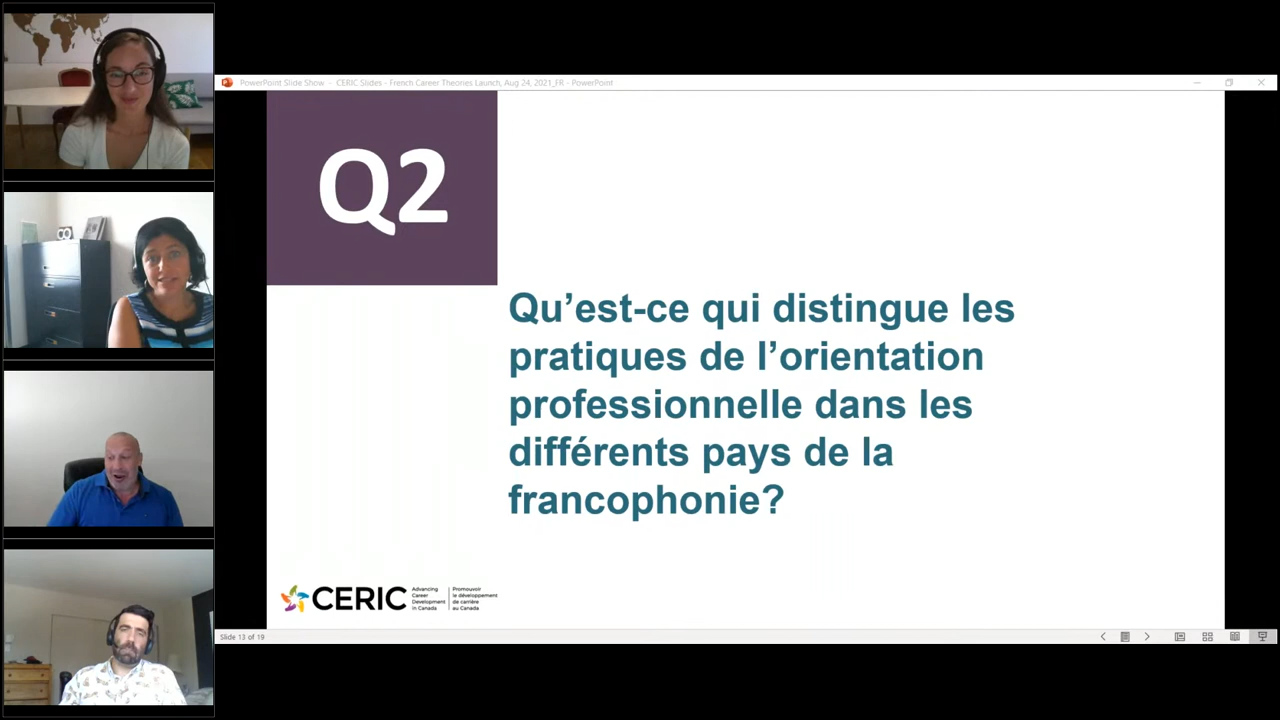 PowerPoint Slide Show - CERIC Slides - French Career Theories Launch, Aug 24, 2021_FR - PowerPoint
Q2
Qu’est-ce qui distingue les
pratiques de l’orientation
professionnelle dans les
différents pays de la
francophonie?
CERIC
Advancing
Career
Development
in Canada
Promouvoir
le développement
de carrière
au Canada
Slide 13 of 19